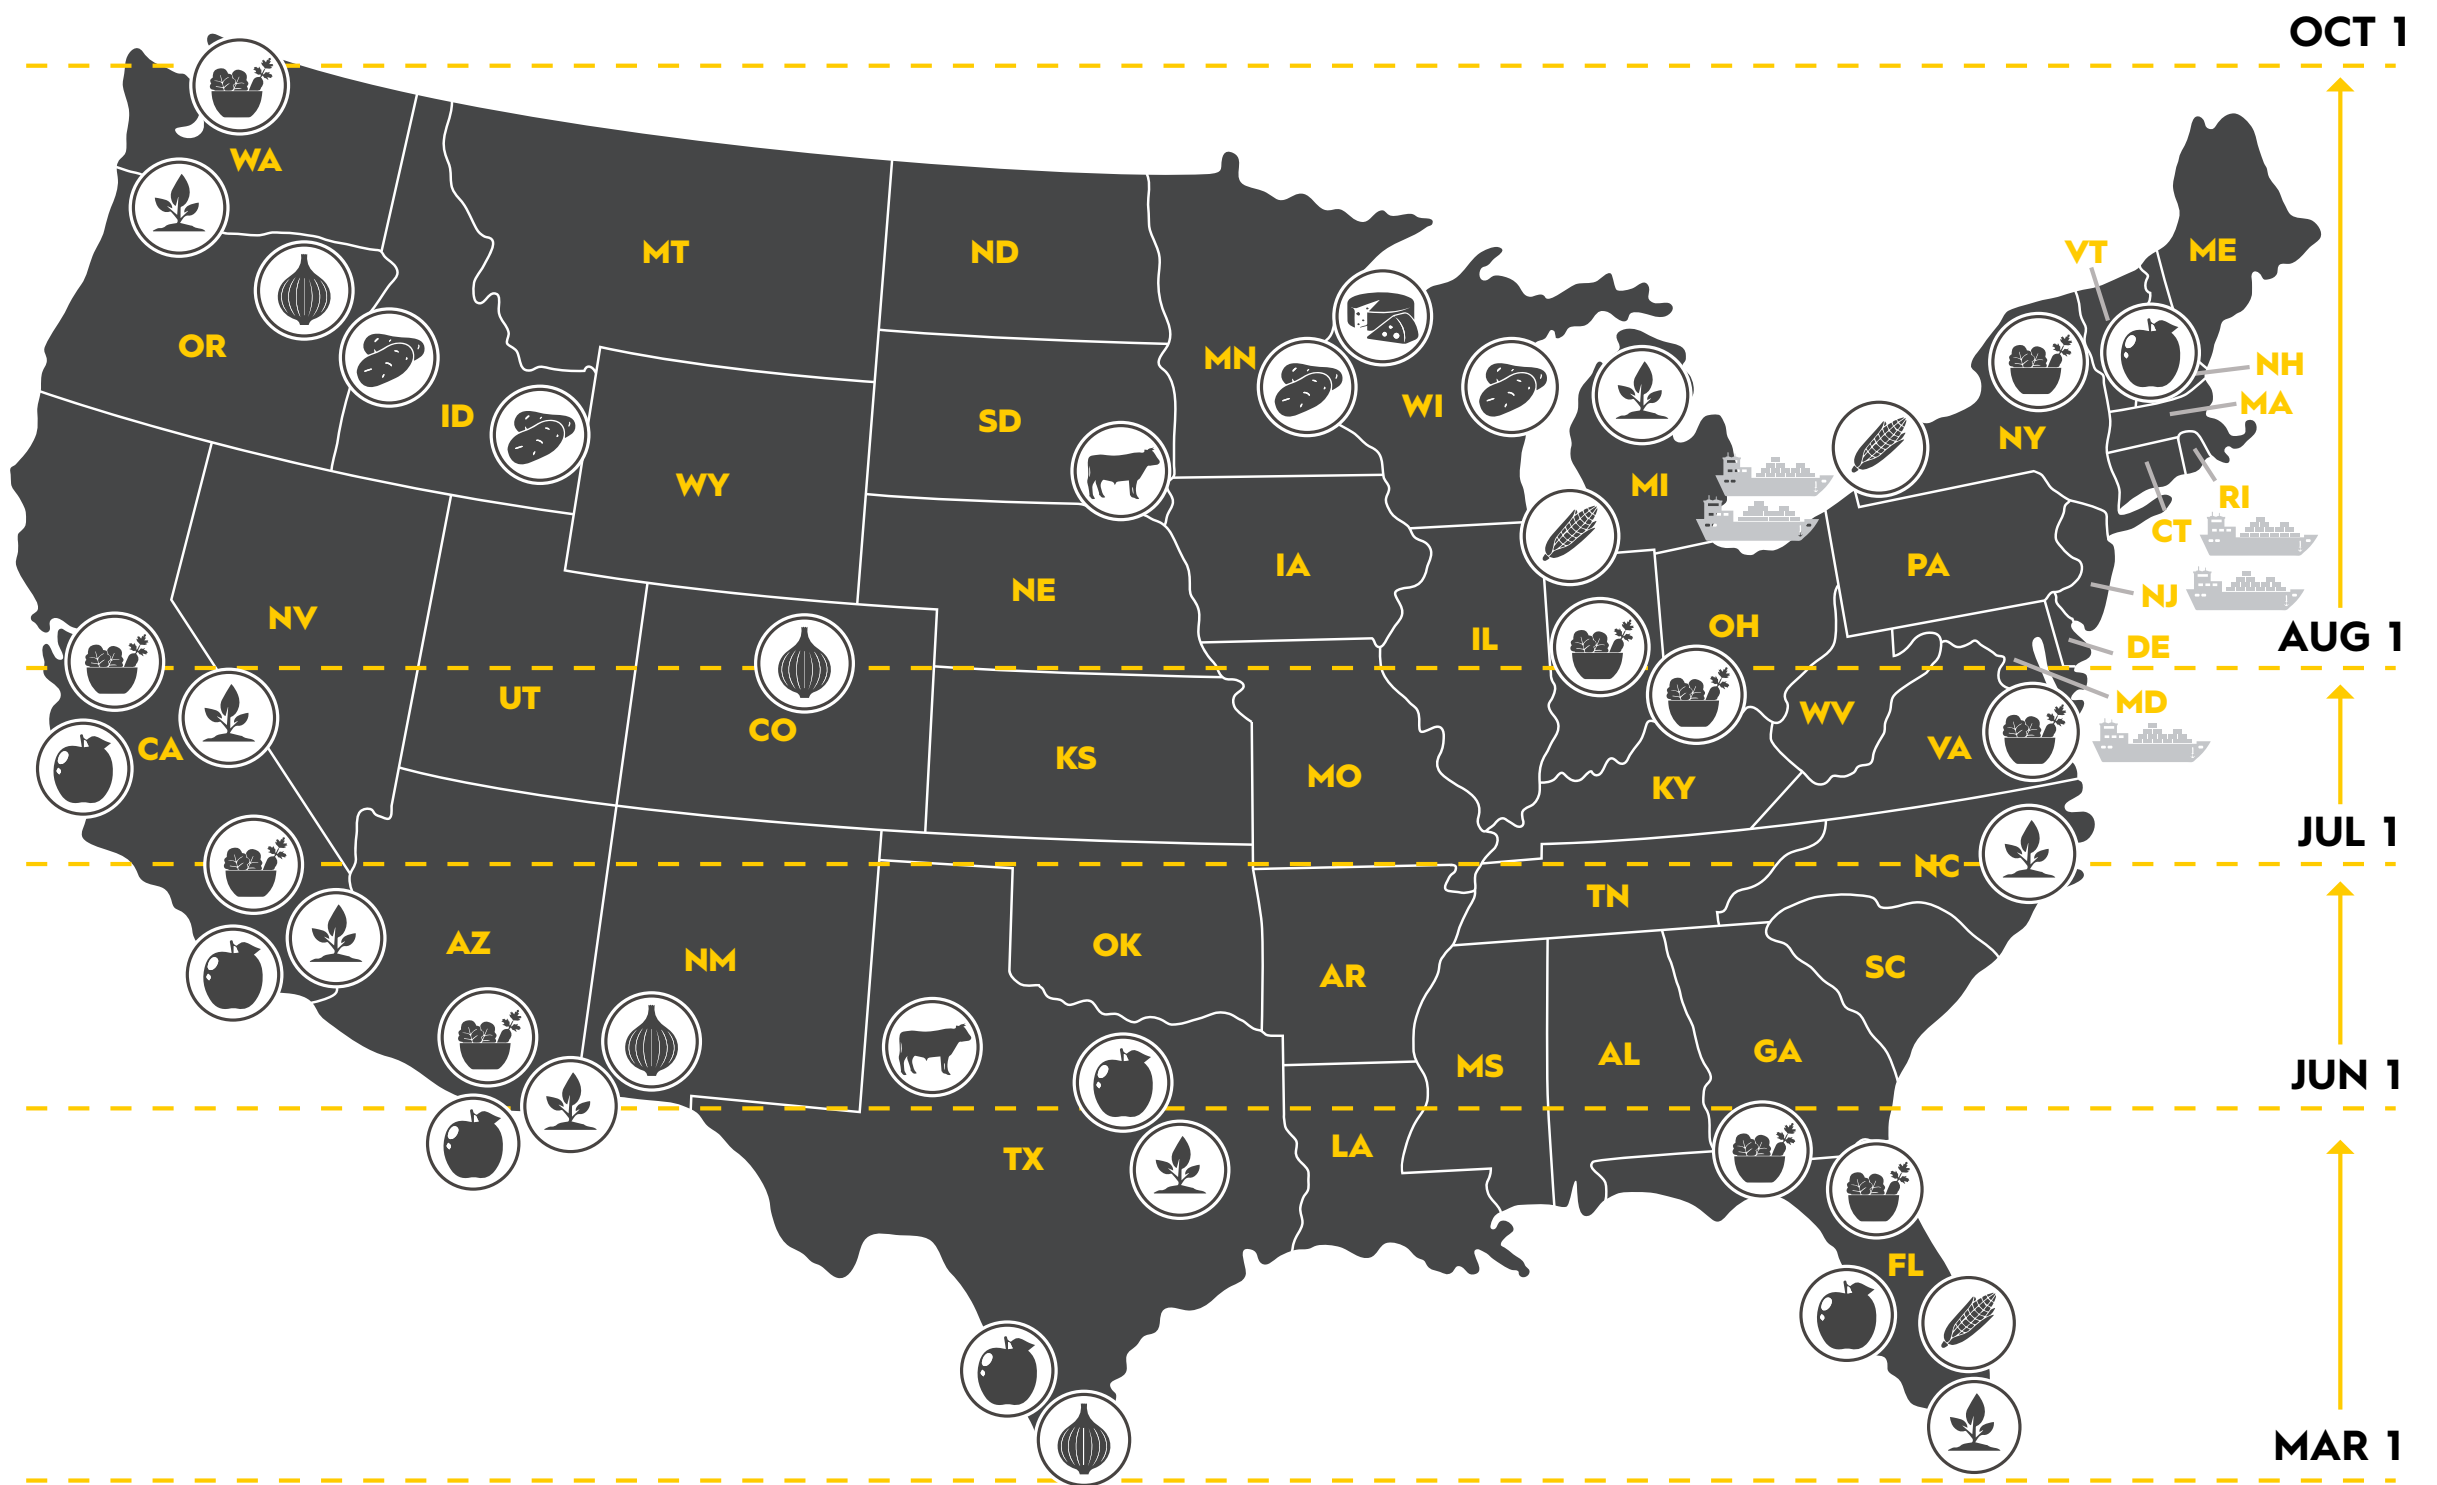 OCT 1
WA
MT
ND
VT
ME
OR
MN
NH
ID
SD
WI
MA
NY
WY
MI
RI
CT
IA
PA
NE
NJ
NV
OH
IL
AUG 1
DE
UT
CO
WV
MD
CA
KS
MO
VA
KY
JUL 1
TN
NC
AZ
NM
OK
AR
SC
MS
AL
GA
JUN 1
TX
LA
FL
MAR 1